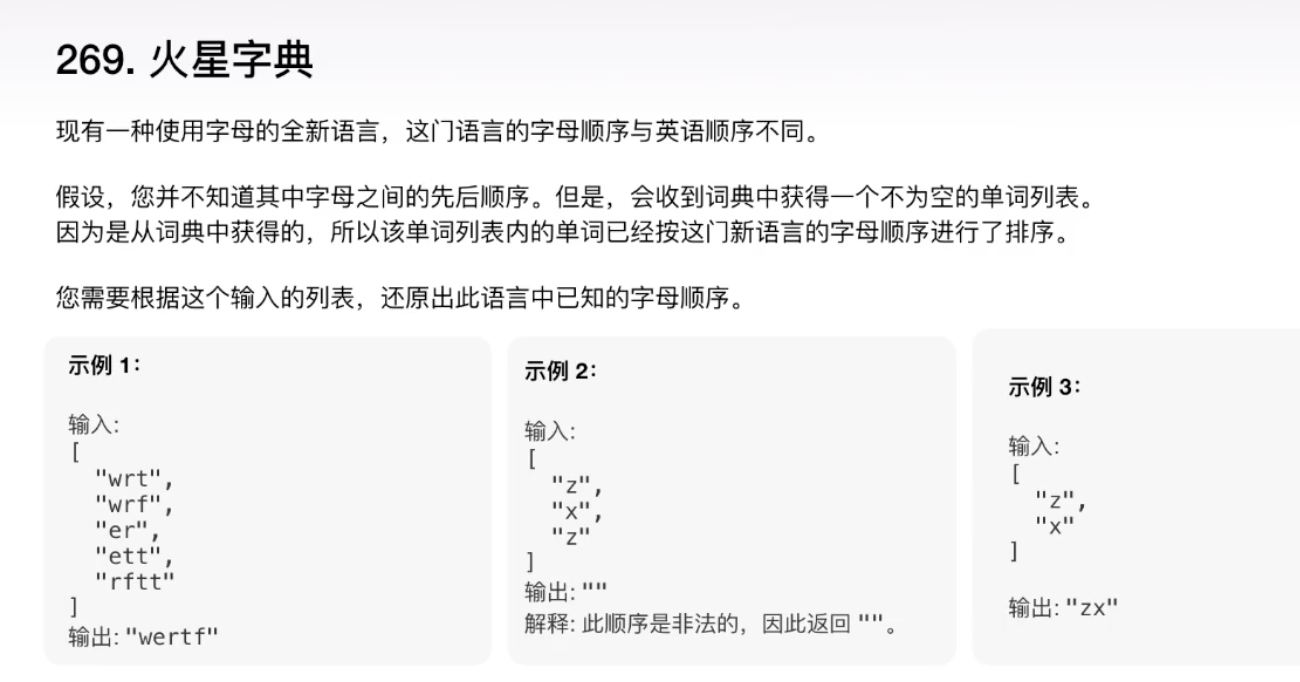 269. 火星字典
现有一种使用字母的全新语言，这门语言的字母顺序与英语顺序不同。
假设，您并不知道其中字母之间的先后顺序。但是，会收到词典中获得一个不为空的单词列表。
因为是从词典中获得的，所以该单词列表内的单词已经按这门新语言的字母顺序进行了排序。
您需要根据这个输入的列表，还原出此语言中已知的字母顺序。
示例 1：
输入:
[
"wrt",
"wrf",
"er",
"ett",
"rftt"
]
输出: "wertf"
示例 2：
输入:
[
"z",
"x",
"z"
]
输出: ""
解释: 此顺序是非法的，因此返回 ""。
示例 3：
输入:
[
"z",
"x"
]
输出: "zx"